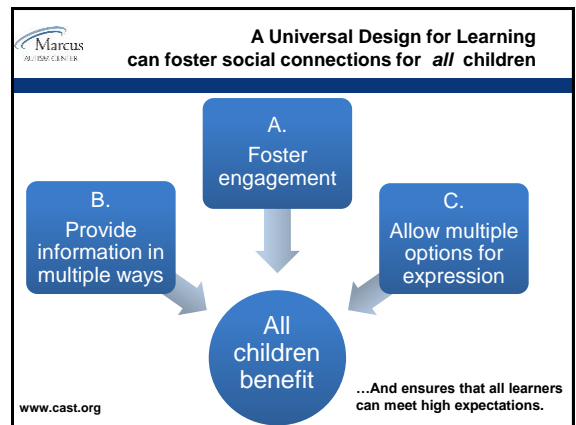 Marcus
AUTISM CENTER
A Universal Design for Learning
can foster social connections for all children
A.
Foster
engagement
B.
Provide
information in
multiple ways
C.
Allow multiple
options for
expression
All
children
benefit
…And ensures that all learners
can meet high expectations.
www.cast.org